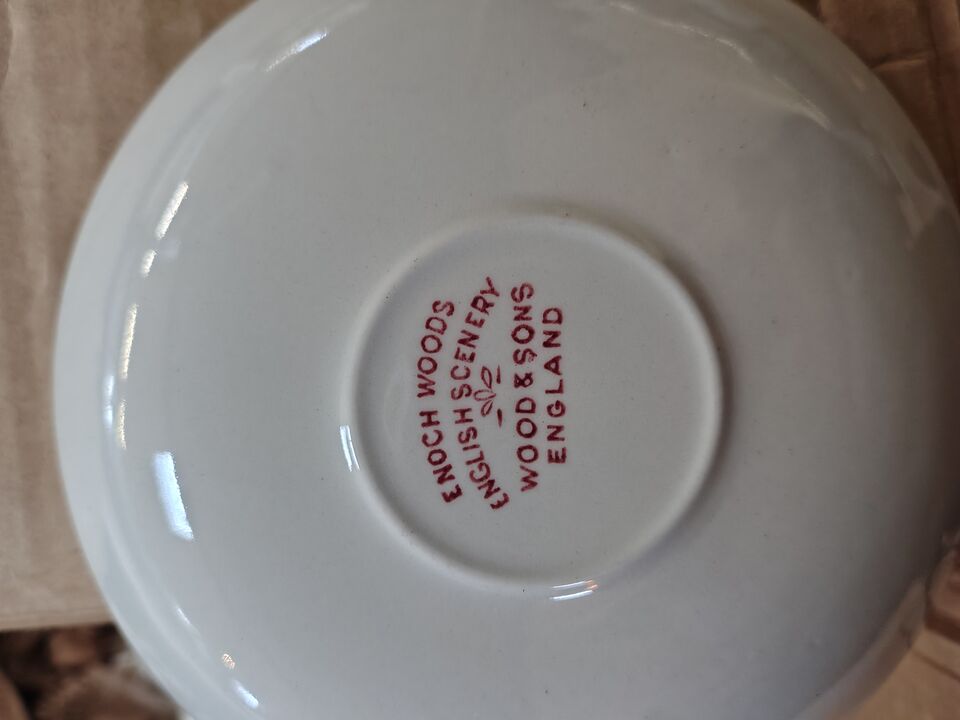 ENOCH WOODS
ENGLISH SCENERY
WOOD & SONS
ENGLAND